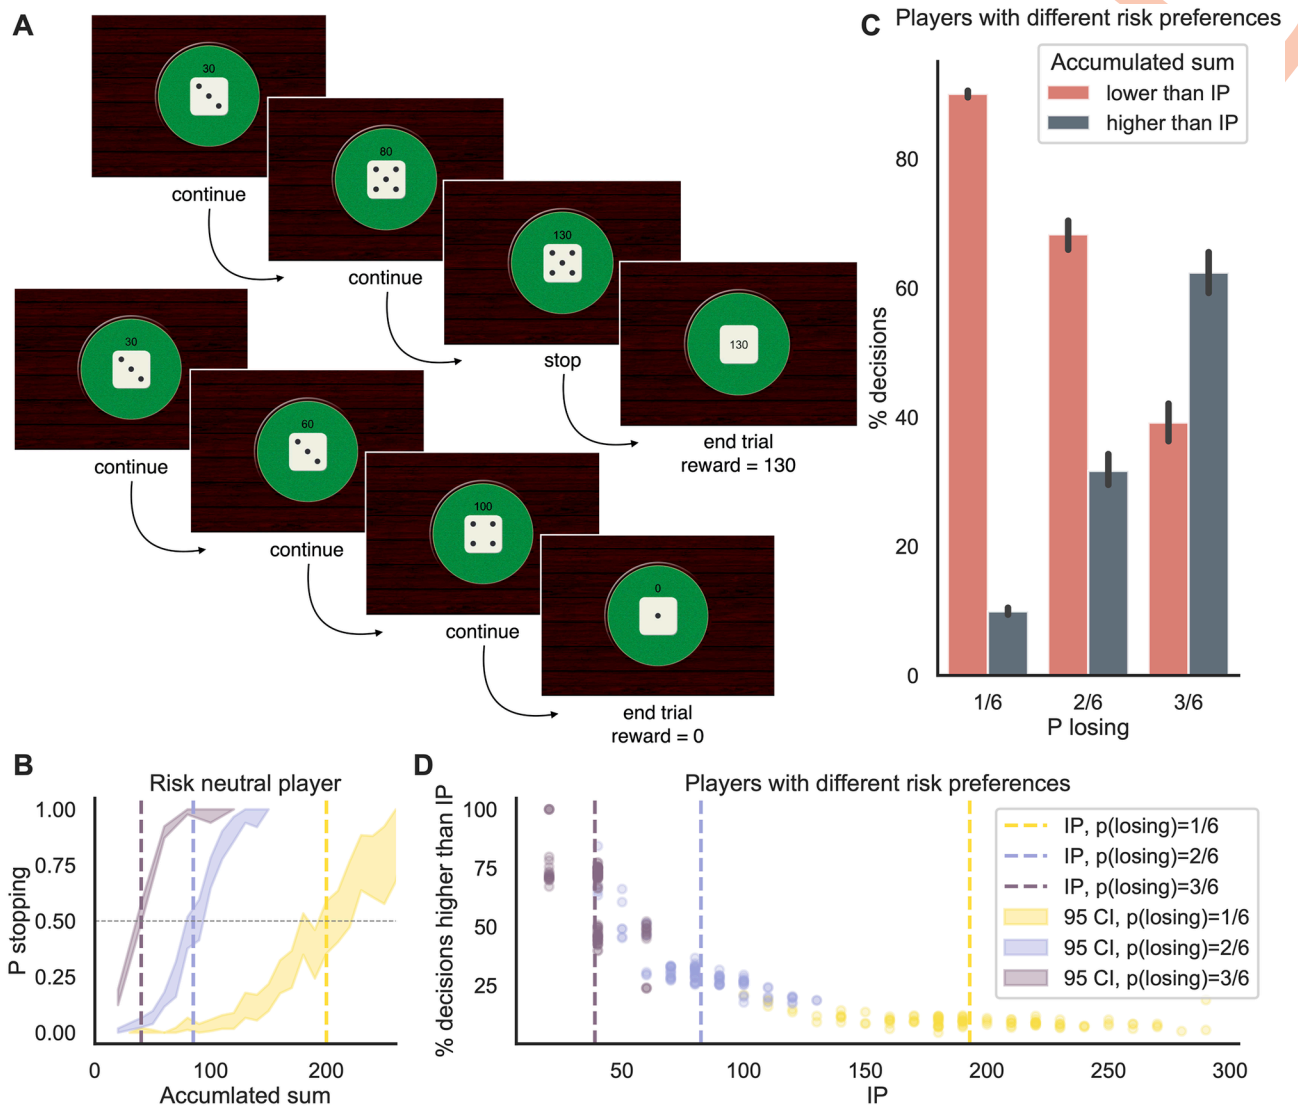 A
30
continue
80
continue
130
stop
130
end trial
reward = 130
30
continue
60
continue
100
continue
0
end trial
reward = 0
C
Players with different risk preferences
Accumulated sum
lower than IP
higher than IP
% decisions
80
60
40
20
0
1/6 2/6 3/6
P losing
B
Risk neutral player
P stopping
1.00
0.75
0.50
0.25
0.00
0 100 200
Accumlated sum
D
Players with different risk preferences
% decisions higher than IP
100
75
50
25
50 100 150 200 250 300
IP
IP, p(losing)=1/6
IP, p(losing)=2/6
IP, p(losing)=3/6
95 CI, p(losing)=1/6
95 CI, p(losing)=2/6
95 CI, p(losing)=3/6